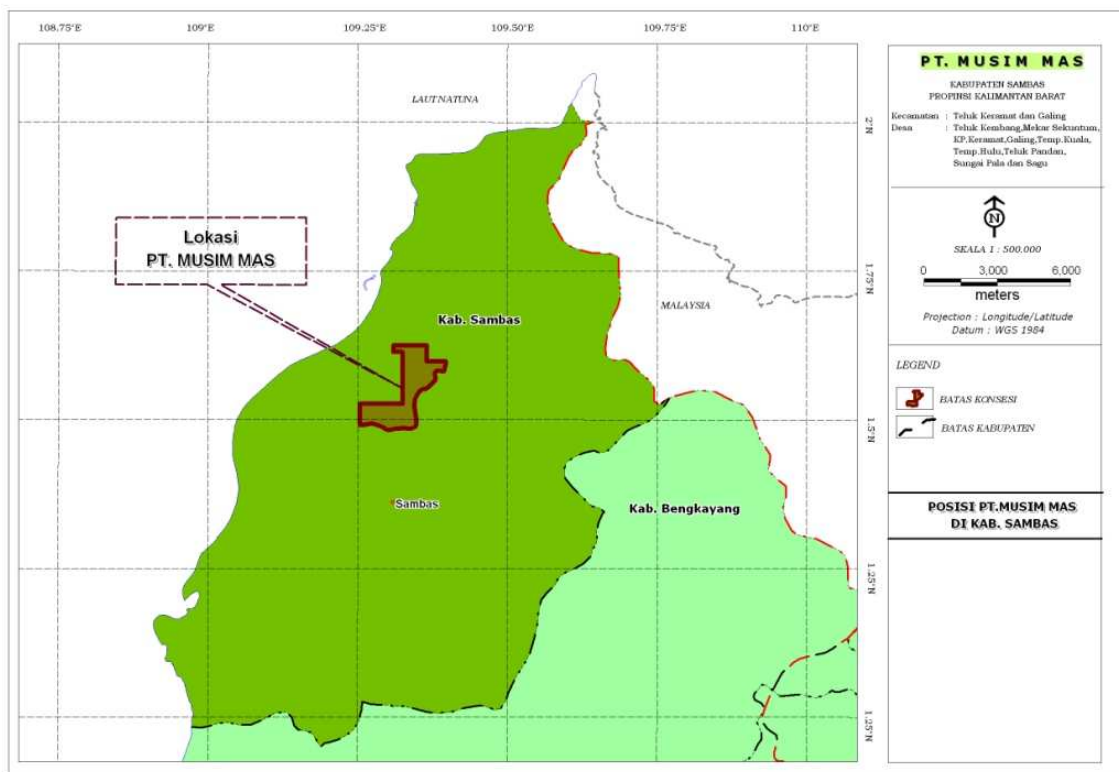 108.75°E 109°E 109.25°E 109.50°E 109.75°E 110°E
LAUT NATUNA
2°N
Lokasi
PT. MUSIM MAS
1.75°N
MALAYSIA
Kab. Sambas
1.5°N
Sambas
Kab. Bengkayang
1.25°N
1.25°N
PT. MUSIM MAS
KABUPATEN SAMBAS
PROPINSI KALIMANTAN BARAT
Kecamatan : Teluk Keramat dan Galing
Desa : Teluk Kembang,Mekar Sekuntum,
KP.Keramat,Galing,Temp.Kuala,
Temp.Hulu,Teluk Pandan,
Sungai Pala dan Sagu
N
SKALA 1 : 500.000
0 3,000 6,000
meters
Projection : Longitude/Latitude
Datum : WGS 1984
LEGEND
BATAS KONSESI
BATAS KABUPATEN
POSISI PT.MUSIM MAS
DI KAB. SAMBAS